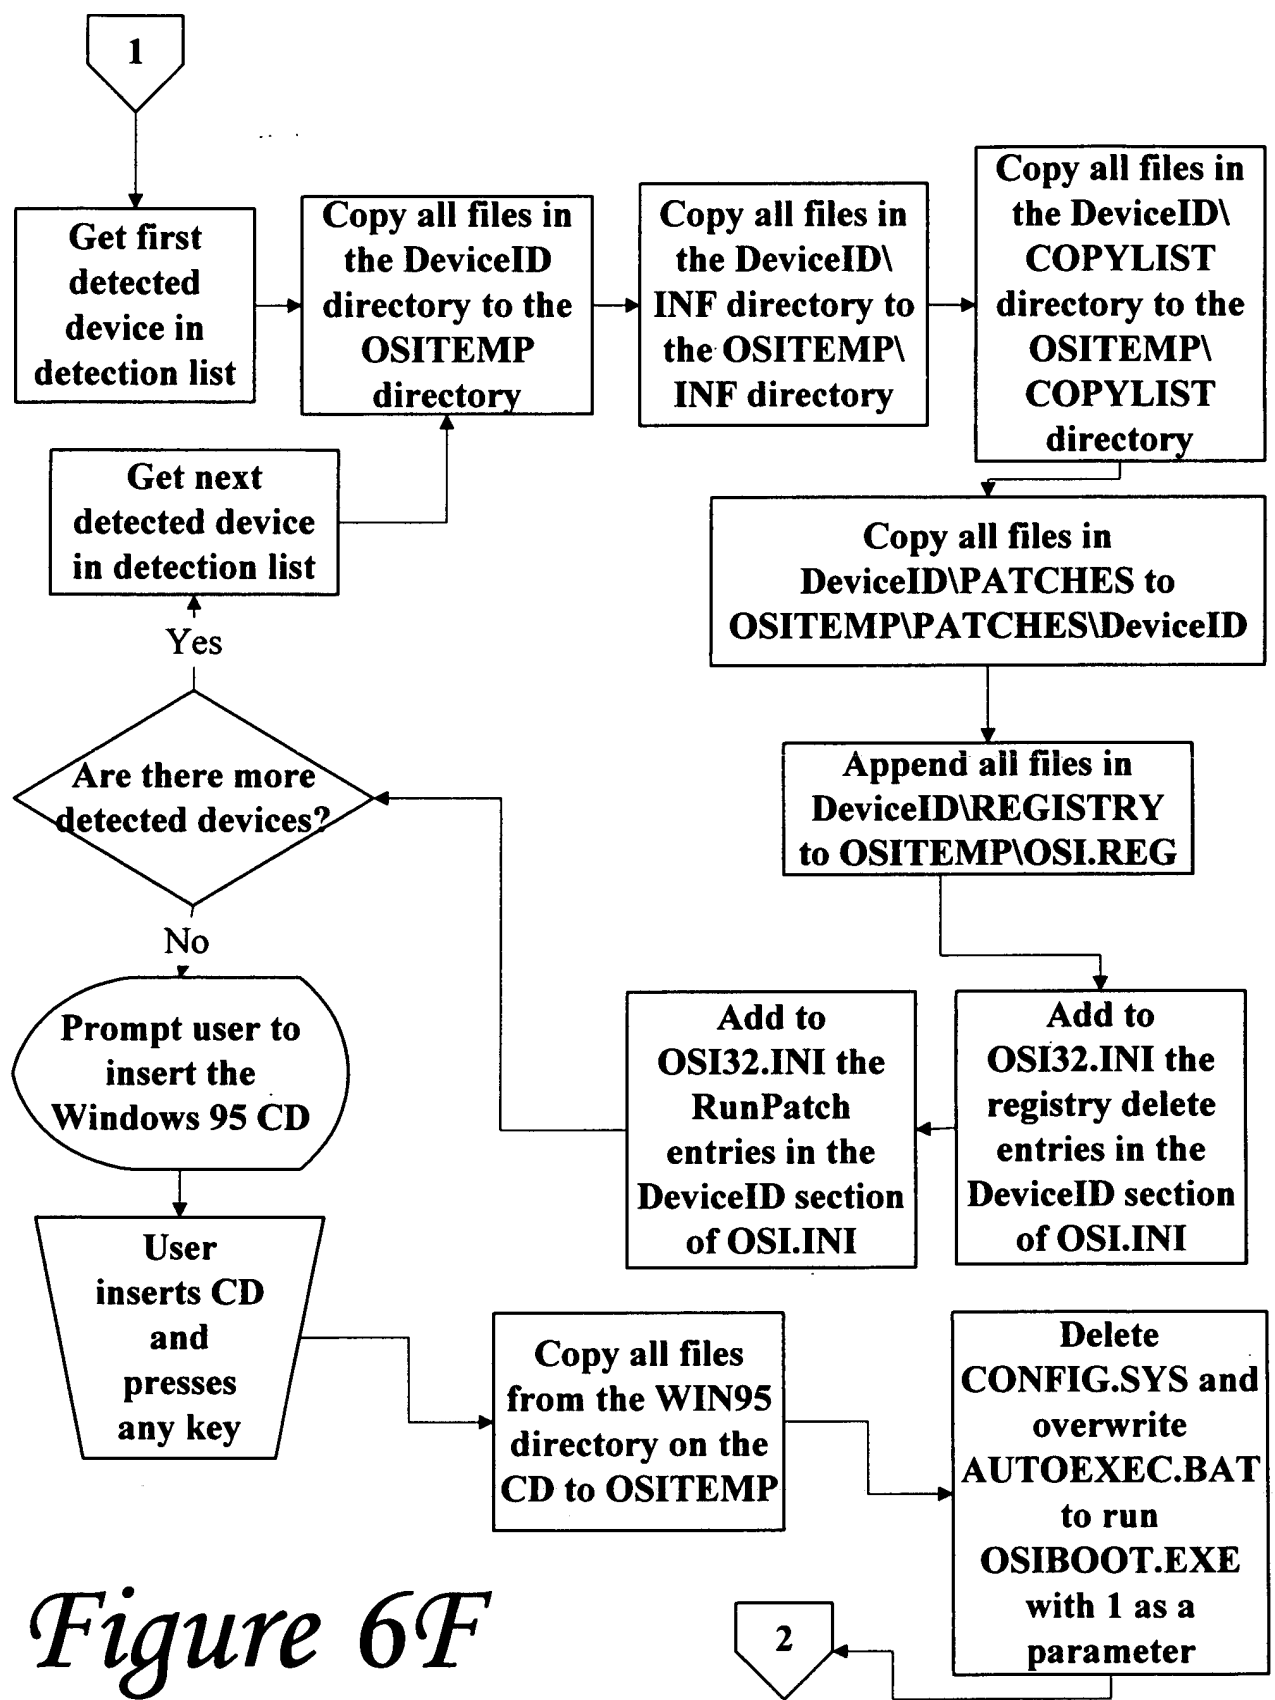 1
Get first
detected
device in
detection list
Copy all files in
the DeviceID
directory to the
OSITEMP
directory
Copy all files in
the DeviceID\
INF directory to
the OSITEMP\
INF directory
Copy all files in
the DeviceID\
COPYLIST
directory to the
OSITEMP\
COPYLIST
directory
Copy all files in
DeviceID\PATCHES to
OSITEMP\PATCHES\DeviceID
Append all files in
DeviceID\REGISTRY
to OSITEMP\OSI.REG
Add to
OSI32.INI the
registry delete
entries in the
DeviceID section
of OSI.INI
Add to
OSI32.INI the
RunPatch
entries in the
DeviceID section
of OSI.INI
Are there more
detected devices?
Yes
Get next
detected device
in detection list
No
Prompt user to
insert the
Windows 95 CD
User
inserts CD
and
presses
any key
Copy all files
from the WIN95
directory on the
CD to OSITEMP
Delete
CONFIG.SYS and
overwrite
AUTOEXEC.BAT
to run
OSIBOOT.EXE
with 1 as a
parameter
2
Figure 6F